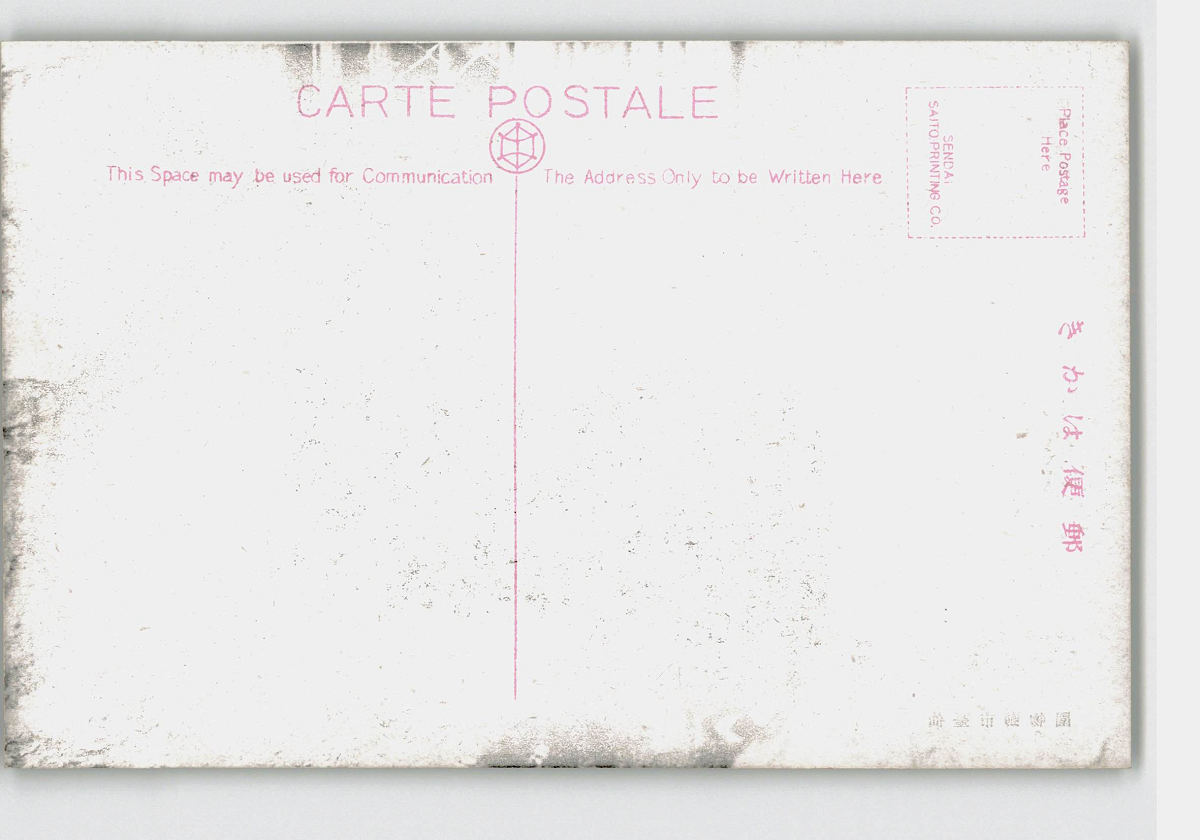 CARTE POSTALE
This Space may be used for Communication
The Address Only to be Written Here
Place Postage
Here
SENDAI
SAITO PRINTING CO.
郵便はかき